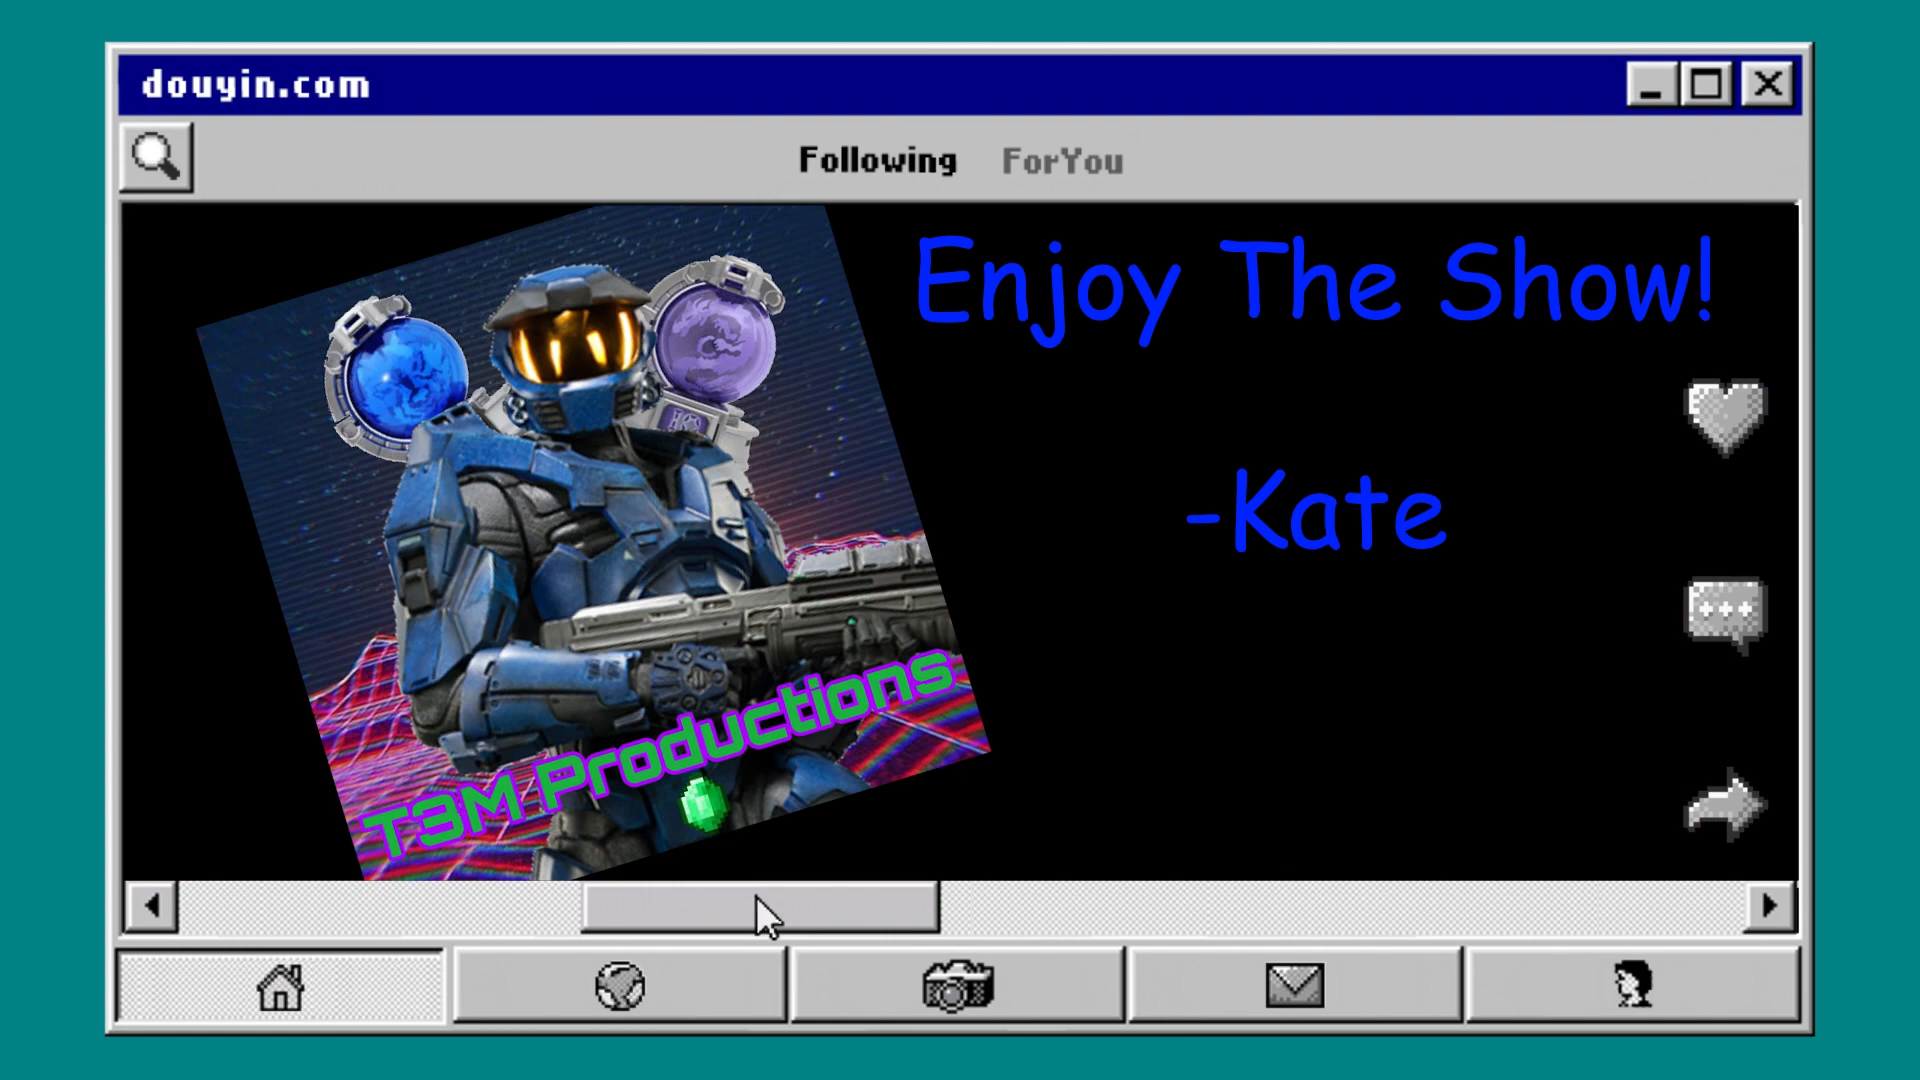 douyin.com
Following ForYou
Enjoy The Show!
-Kate
T3M Productions